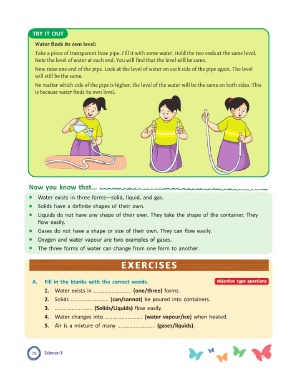 TRY IT OUT
Water finds its own level:
Take a piece of transparent hose pipe. Fill it with some water. Hold the two ends at the same level.
Note the level of water at each end. You will find that the level will be same.
Now raise one end of the pipe. Look at the level of water on each side of the pipe again. The level
will still be the same.
No matter which side of the pipe is higher, the level of the water will be the same on both sides. This
is because water finds its own level.
Now you know that...
Water exists in three forms—solid, liquid, and gas.
Solids have a definite shapes of their own.
Liquids do not have any shape of their own. They take the shape of the container. They
flow easily.
Gases do not have a shape or size of their own. They can flow easily.
Oxygen and water vapour are two examples of gases.
The three forms of water can change from one form to another.
EXERCISES
objective type questions
A. Fill in the blanks with the correct words.
1. Water exists in ...................... (one/three) forms.
2. Solids ...................... (can/cannot) be poured into containers.
3. ...................... (Solids/Liquids) flow easily.
4. Water changes into ...................... (water vapour/ice) when heated.
5. Air is a mixture of many ...................... (gases/liquids).
70 Science-3